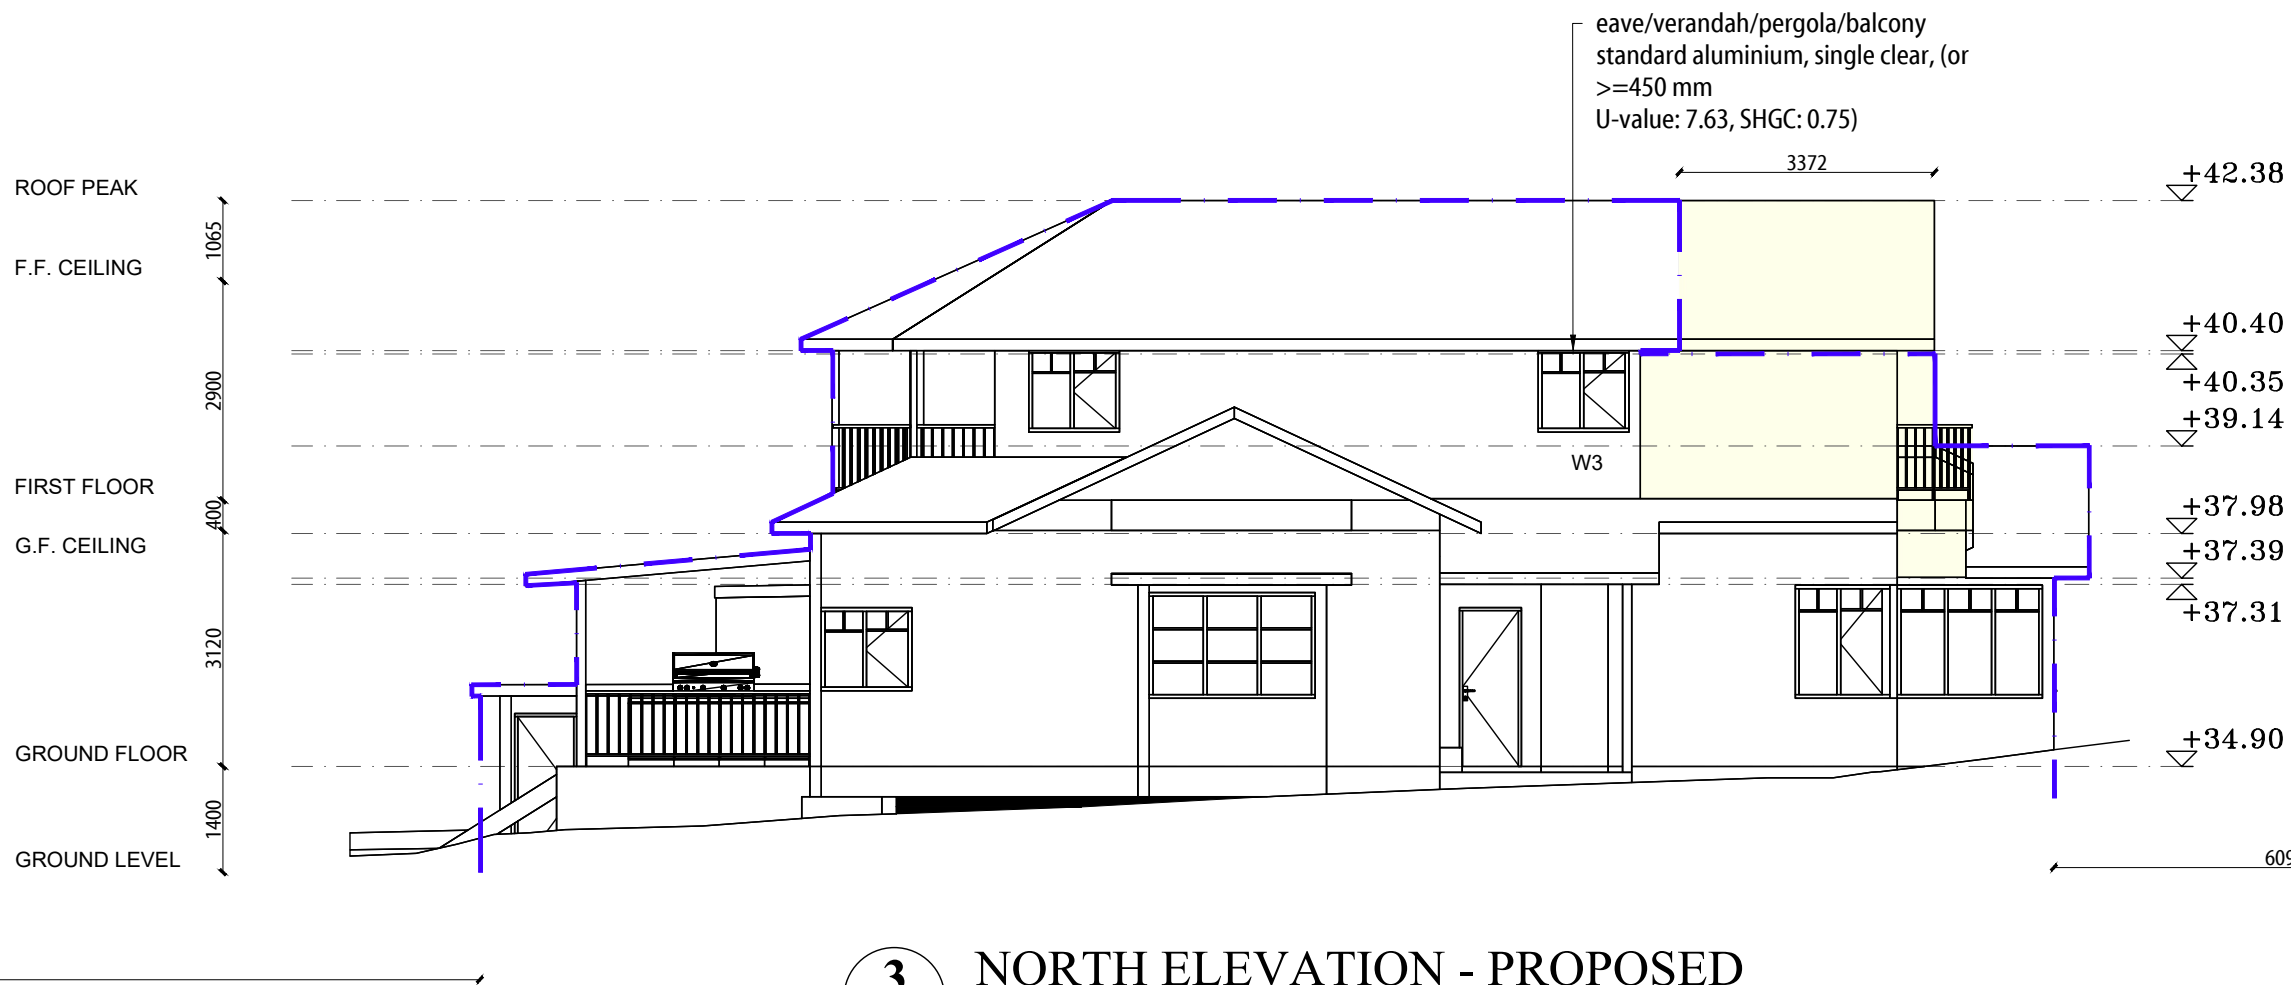 eave/verandah/pergola/balcony
standard aluminium, single clear, (or
>=450 mm
U-value: 7.63, SHGC: 0.75)
3372
ROOF PEAK
+42.38
1065
F.F. CEILING
+40.40
2900
+40.35
+39.14
W3
FIRST FLOOR
+37.98
400
G.F. CEILING
+37.39
+37.31
3120
GROUND FLOOR
+34.90
1400
GROUND LEVEL
609
3
NORTH ELEVATION - PROPOSED